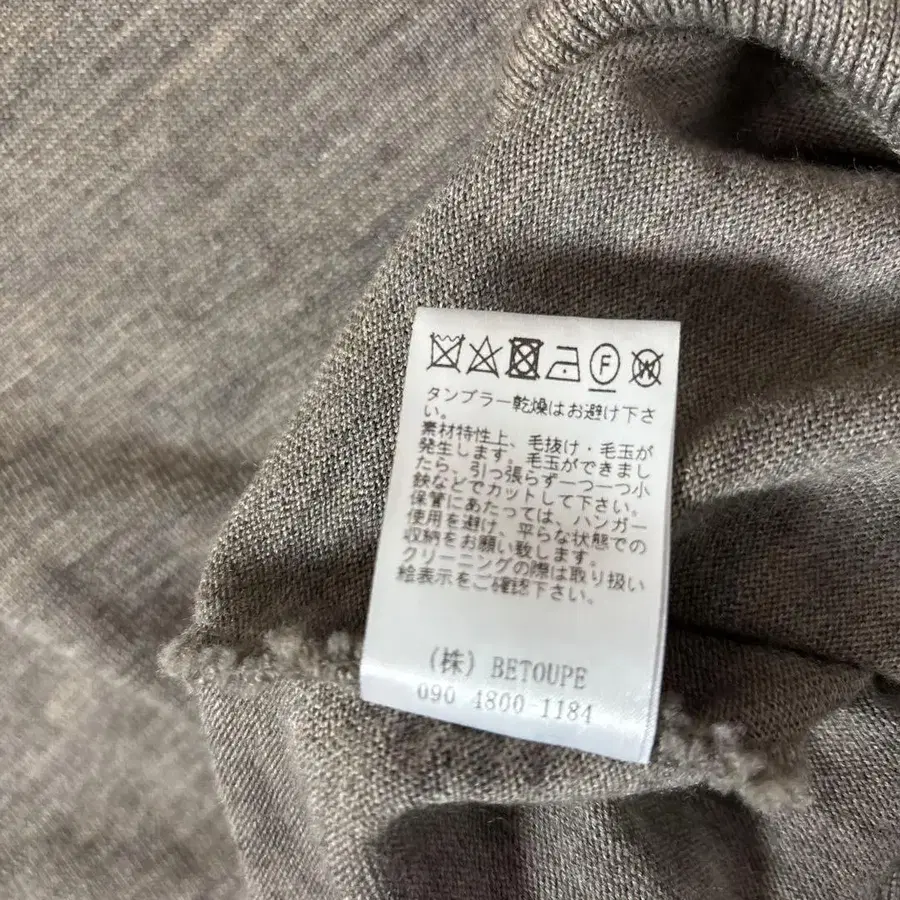 F W
タンブラー乾燥はお避け下さ
い。
素材特性上、毛抜け・毛玉が
発生します。毛玉ができまし
たら、引っ張らず一つ一つ小
鋏などでカットして下さい。
保管にあたっては、ハンガー
使用を避け、平らな状態での
収納をお願い致します。
クリーニングの際は取り扱い
絵表示をご確認下さい。
(株) BETOUPE
090 4800-1184